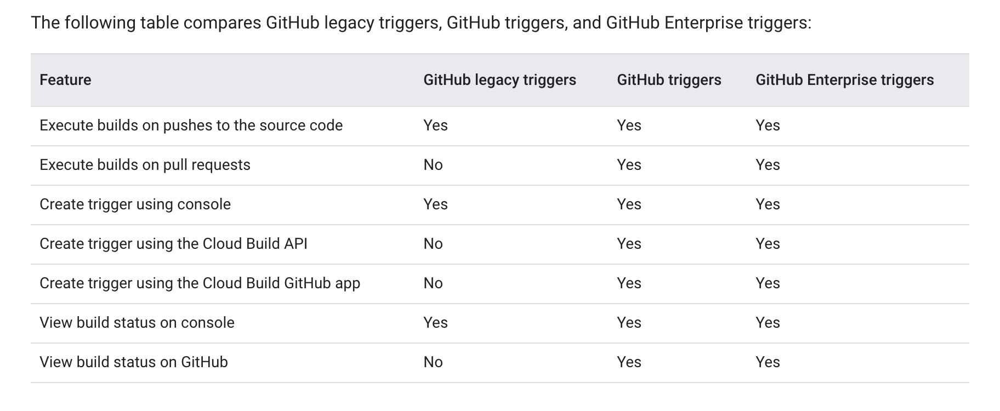 The following table compares GitHub legacy triggers, GitHub triggers, and GitHub Enterprise triggers:
Feature GitHub legacy triggers GitHub triggers GitHub Enterprise triggers
Execute builds on pushes to the source code Yes Yes Yes
Execute builds on pull requests No Yes Yes
Create trigger using console Yes Yes Yes
Create trigger using the Cloud Build API No Yes Yes
Create trigger using the Cloud Build GitHub app No Yes Yes
View build status on console Yes Yes Yes
View build status on GitHub No Yes Yes